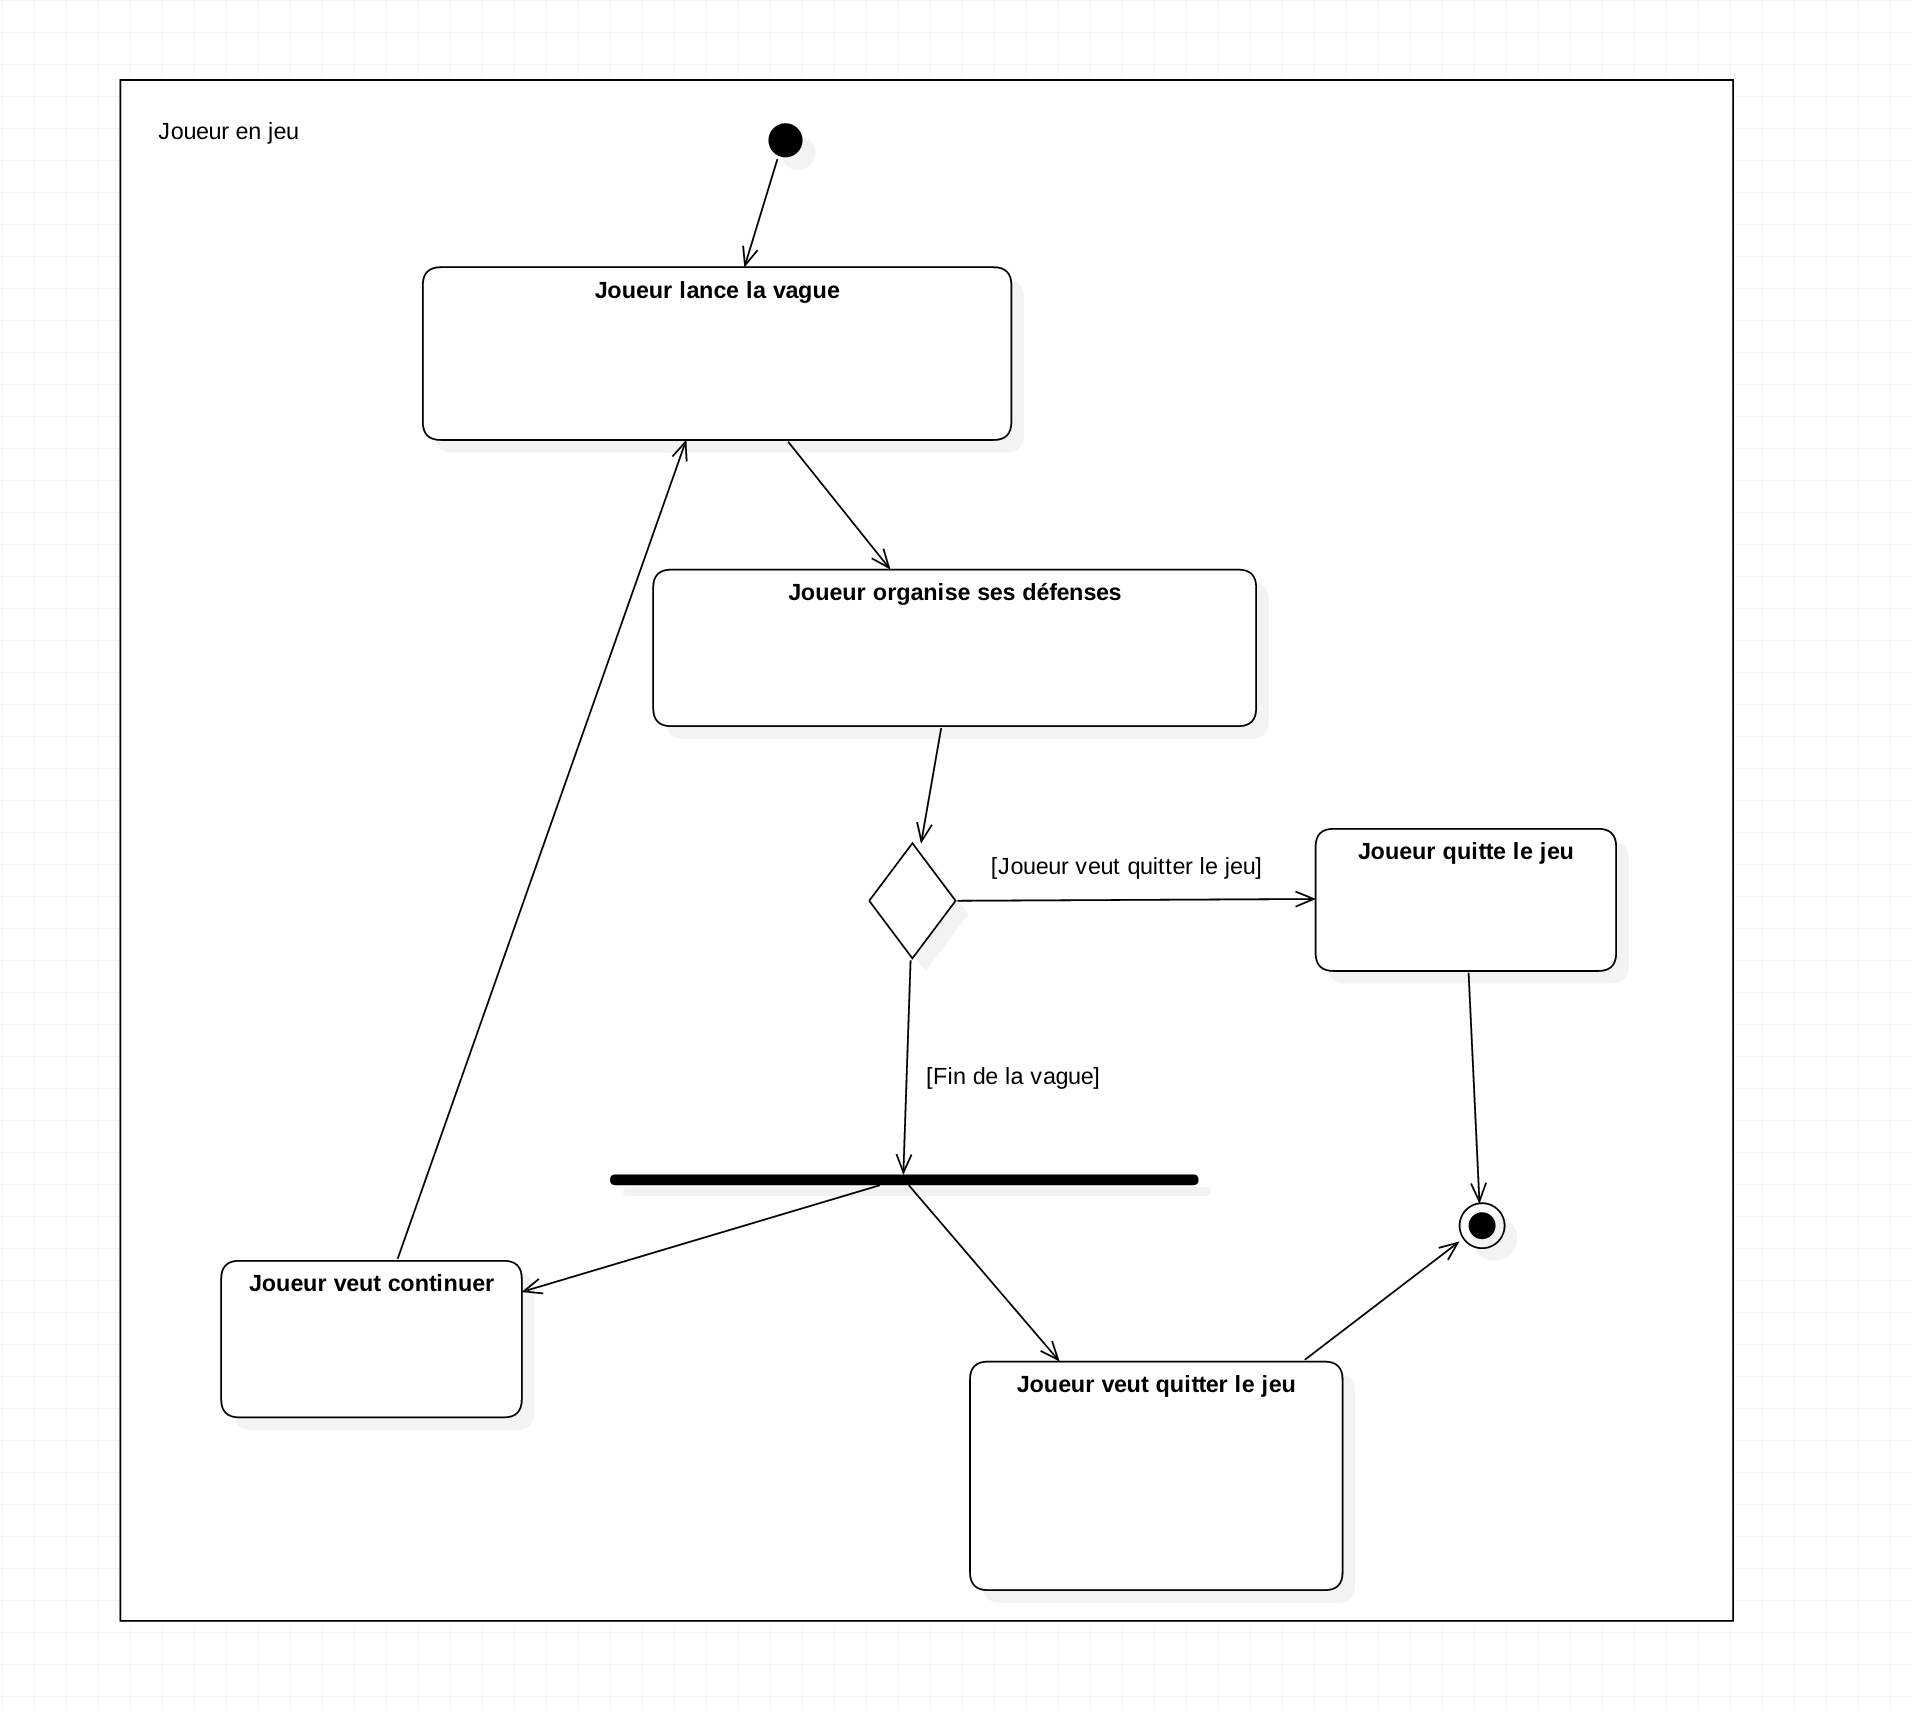 Joueur en jeu
Joueur lance la vague
Joueur organise ses défenses
[Joueur veut quitter le jeu]
Joueur quitte le jeu
[Fin de la vague]
Joueur veut continuer
Joueur veut quitter le jeu